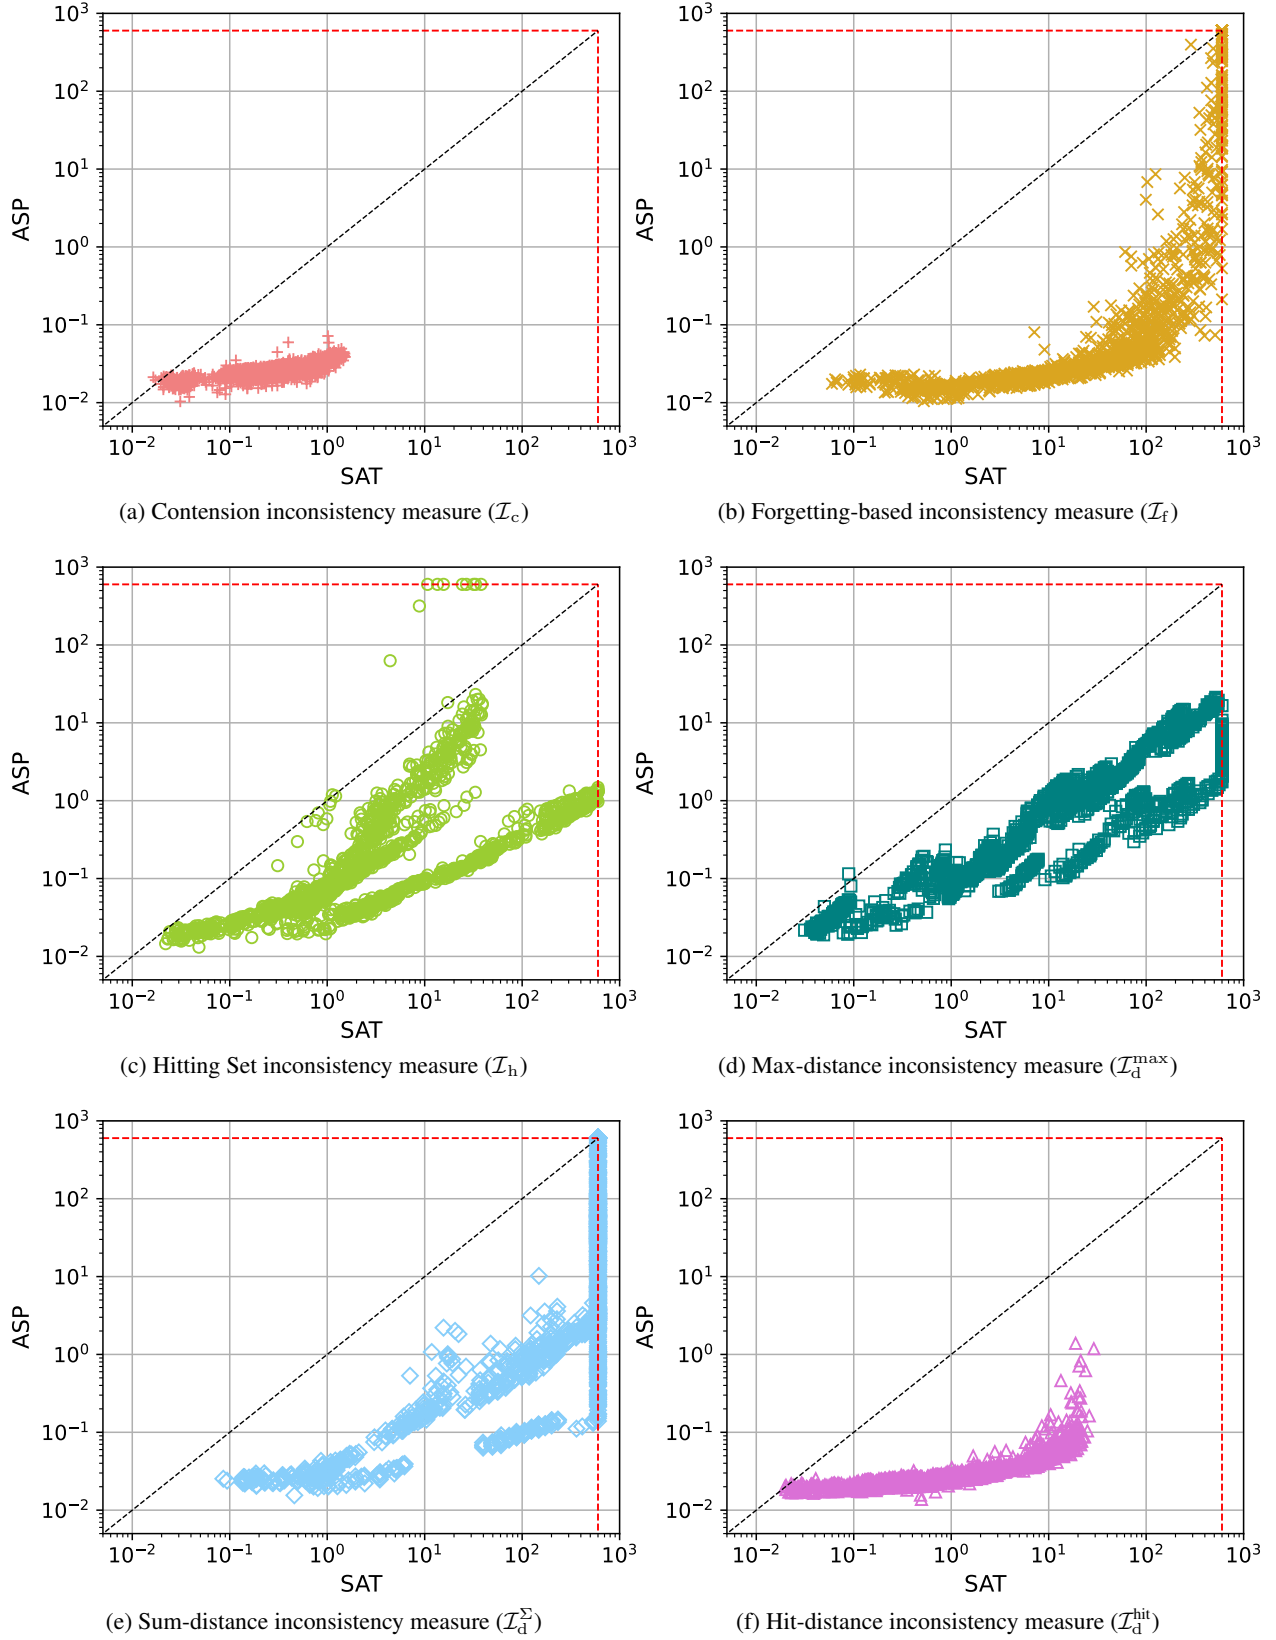 10^3
10^2
10^1
10^0
10^-1
10^-2
ASP
10^-2 10^-1 10^0 10^1 10^2 10^3
SAT
(a) Contension inconsistency measure (I_c)
10^3
10^2
10^1
10^0
10^-1
10^-2
ASP
10^-2 10^-1 10^0 10^1 10^2 10^3
SAT
(b) Forgetting-based inconsistency measure (I_f)
10^3
10^2
10^1
10^0
10^-1
10^-2
ASP
10^-2 10^-1 10^0 10^1 10^2 10^3
SAT
(c) Hitting Set inconsistency measure (I_h)
10^3
10^2
10^1
10^0
10^-1
10^-2
ASP
10^-2 10^-1 10^0 10^1 10^2 10^3
SAT
(d) Max-distance inconsistency measure (I_d^max)
10^3
10^2
10^1
10^0
10^-1
10^-2
ASP
10^-2 10^-1 10^0 10^1 10^2 10^3
SAT
(e) Sum-distance inconsistency measure (I_d^Σ)
10^3
10^2
10^1
10^0
10^-1
10^-2
ASP
10^-2 10^-1 10^0 10^1 10^2 10^3
SAT
(f) Hit-distance inconsistency measure (I_d^hit)